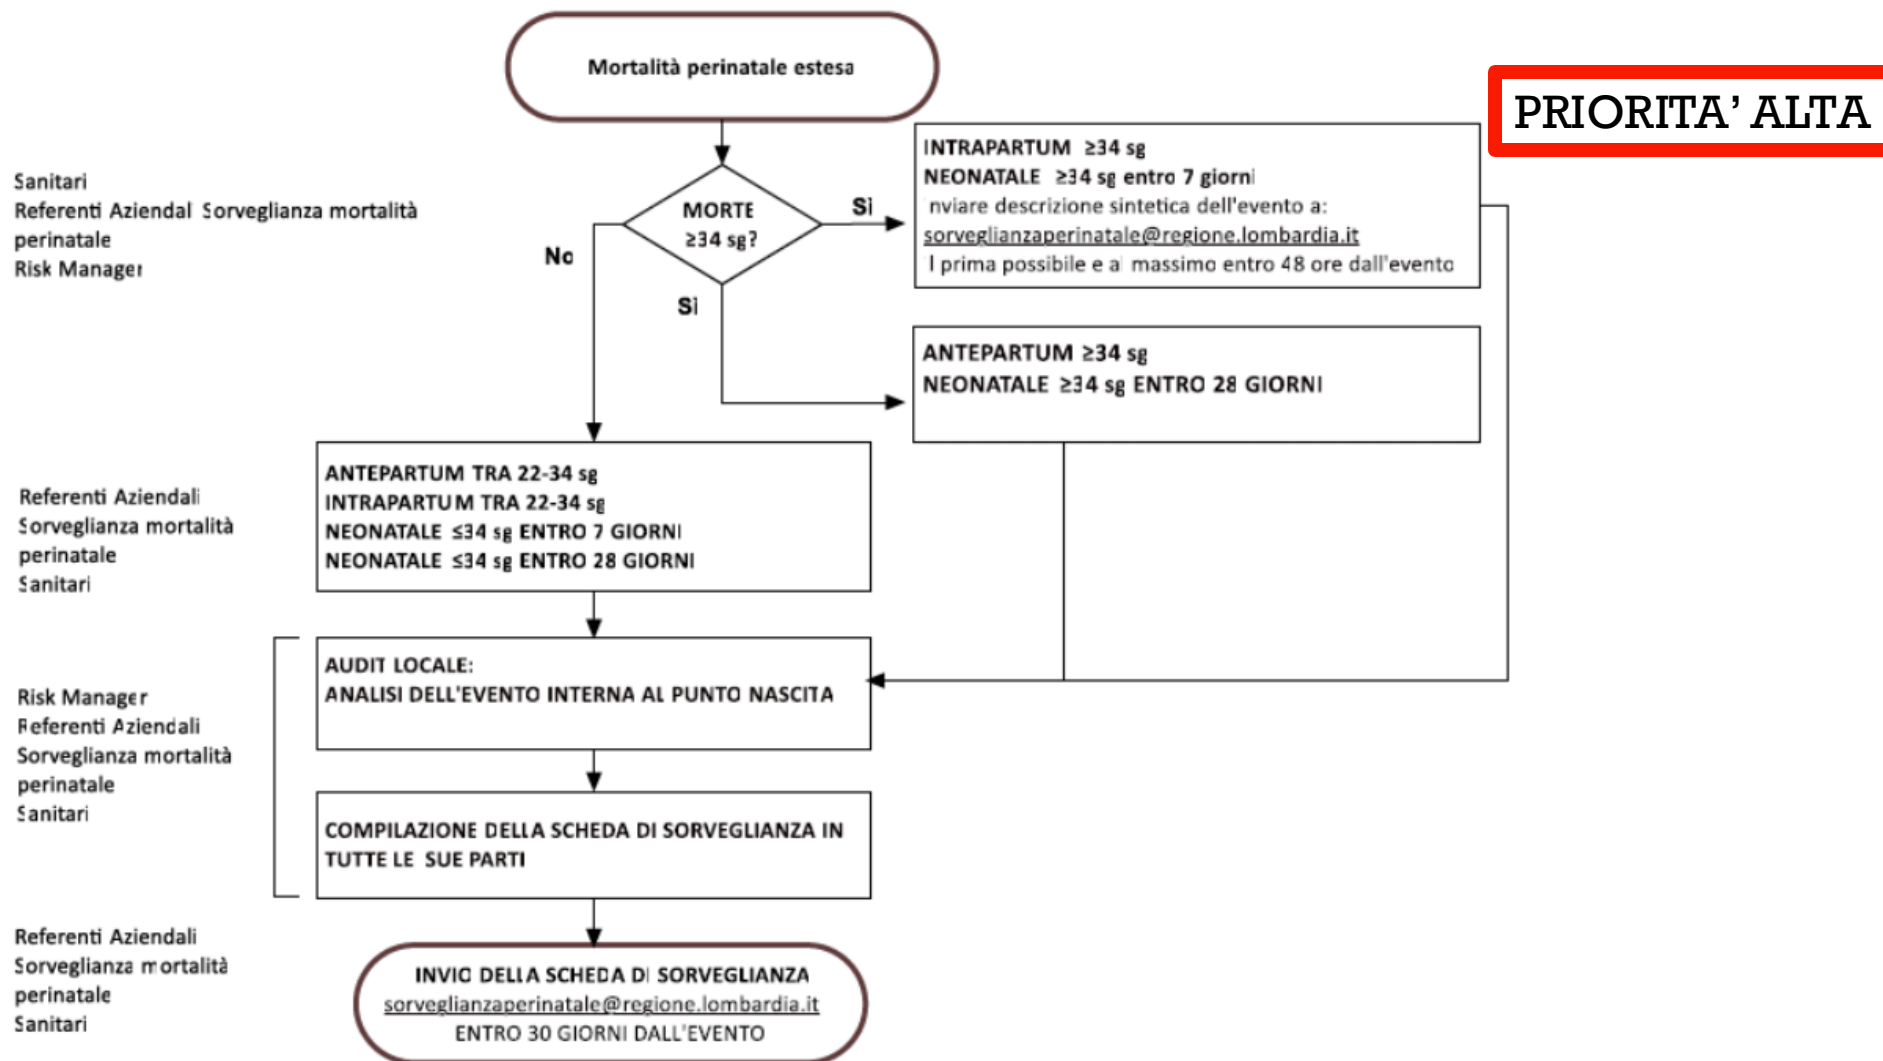 Mortalità perinatale estesa
PRIORITA’ ALTA
Sanitari
Referenti Aziendal Sorveglianza mortalità
perinatale
Risk Manager
MORTE
≥34 sg?
Sì
No
Sì
INTRAPARTUM ≥34 sg
NEONATALE ≥34 sg entro 7 giorni
nviare descrizione sintetica dell'evento a:
sorveglianzaperinatale@regione.lombardia.it
l prima possibile e al massimo entro 48 ore dall'evento
ANTEPARTUM ≥34 sg
NEONATALE ≥34 sg ENTRO 28 GIORNI
Referenti Aziendali
Sorveglianza mortalità
perinatale
Sanitari
ANTEPARTUM TRA 22-34 sg
INTRAPARTUM TRA 22-34 sg
NEONATALE ≤34 sg ENTRO 7 GIORNI
NEONATALE ≤34 sg ENTRO 28 GIORNI
Risk Manager
Referenti Aziendali
Sorveglianza mortalità
perinatale
Sanitari
AUDIT LOCALE:
ANALISI DELL'EVENTO INTERNA AL PUNTO NASCITA
COMPILAZIONE DELLA SCHEDA DI SORVEGLIANZA IN
TUTTE LE SUE PARTI
Referenti Aziendali
Sorveglianza mortalità
perinatale
Sanitari
INVIO DELLA SCHEDA DI SORVEGLIANZA
sorveglianzaperinatale@regione.lombardia.it
ENTRO 30 GIORNI DALL'EVENTO